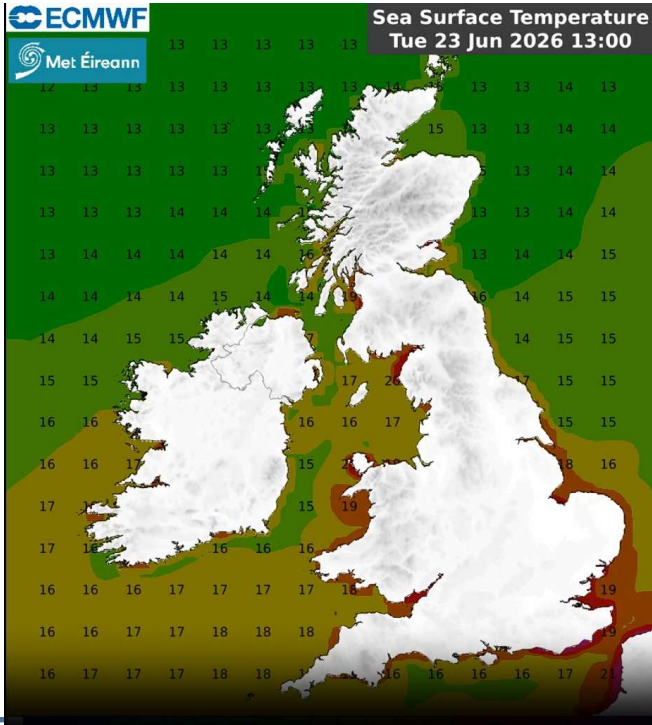 ECMWF
Met Éireann
Sea Surface Temperature
Tue 23 Jun 2026 13:00
13 13 13 13 13
12 13 13 13 13 13 13 13 14 15 13 13 14 13
13 13 13 13 13 13 15 13 13 14 14
13 13 13 13 13 13 14 14
13 13 13 14 14 14 13 13 14 14
13 14 14 14 14 14 16 13 14 14 15
14 14 14 14 15 14 14 19 16 14 15 15
14 14 15 15 14 15 15
15 15 17 20 17 15 15
16 16 16 16 17 15 15
16 16 17 15 18 16
17 15 19
17 16 16 16 16
16 16 16 17 17 17 17 18 19
16 16 17 17 18 18 18 19
16 17 17 17 18 18 16 16 16 16 17 21